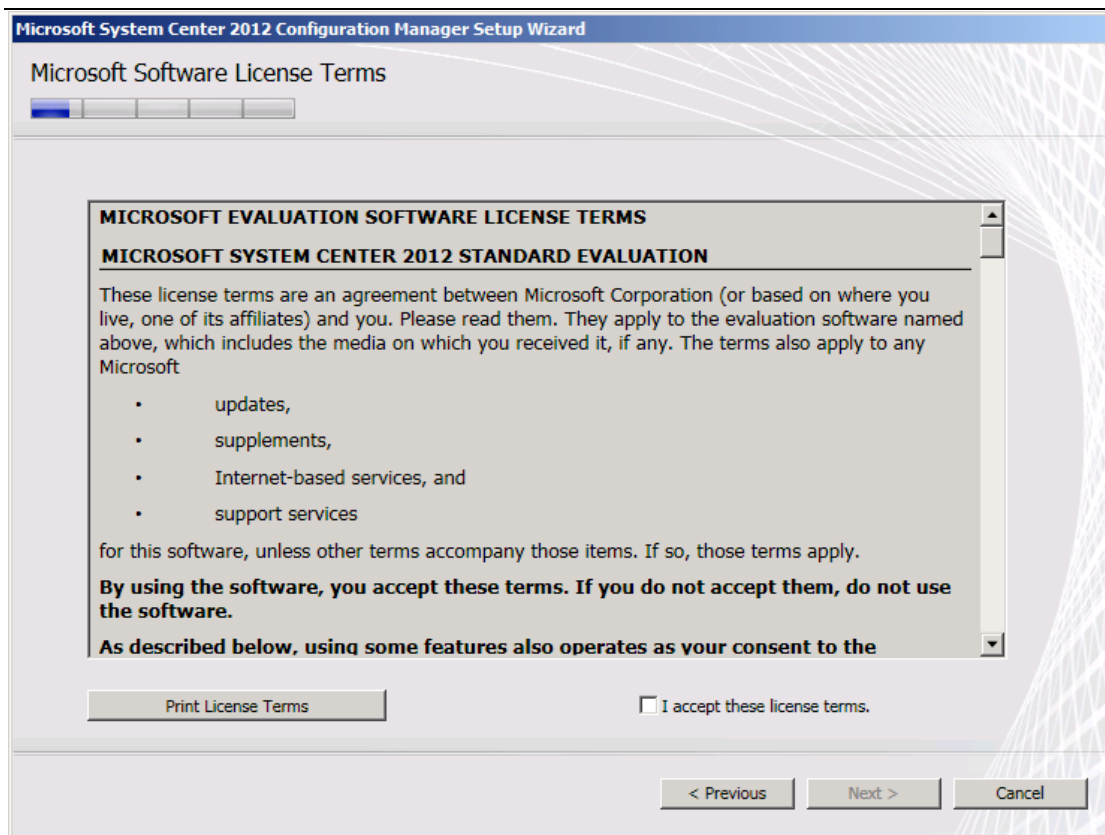 Microsoft System Center 2012 Configuration Manager Setup Wizard
Microsoft Software License Terms
MICROSOFT EVALUATION SOFTWARE LICENSE TERMS
MICROSOFT SYSTEM CENTER 2012 STANDARD EVALUATION
These license terms are an agreement between Microsoft Corporation (or based on where you
live, one of its affiliates) and you. Please read them. They apply to the evaluation software named
above, which includes the media on which you received it, if any. The terms also apply to any
Microsoft
• updates,
• supplements,
• Internet-based services, and
• support services
for this software, unless other terms accompany those items. If so, those terms apply.
By using the software, you accept these terms. If you do not accept them, do not use
the software.
As described below, using some features also operates as your consent to the
Print License Terms
I accept these license terms.
< Previous
Next >
Cancel